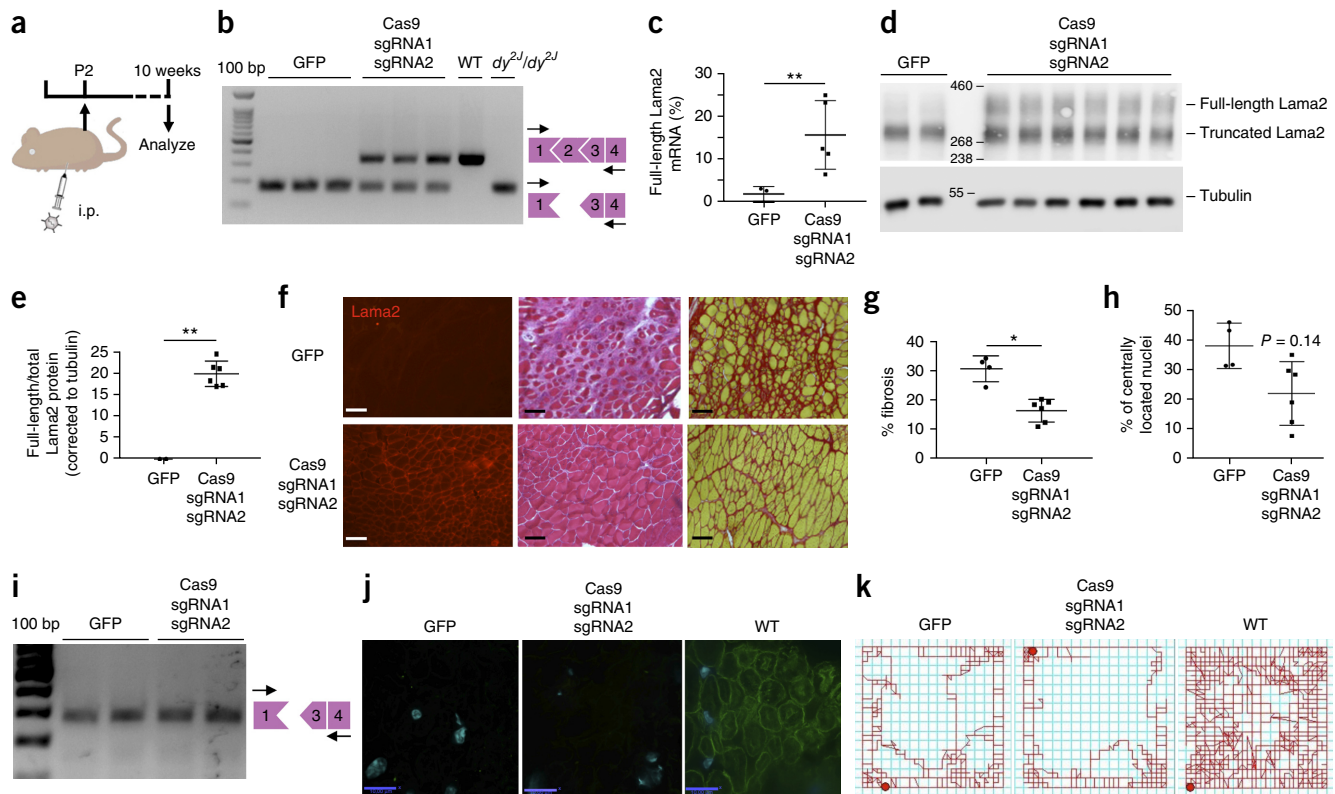 a
P2
10 weeks
Analyze
i.p.
b
Cas9
sgRNA1
sgRNA2
100 bp
GFP
WT
dy2J/dy2J
1 2 3 4
1 3 4
c
Full-length Lama2
mRNA (%)
30
20
10
0
**
GFP
Cas9
sgRNA1
sgRNA2
d
GFP
Cas9
sgRNA1
sgRNA2
460
268
238
55
Full-length Lama2
Truncated Lama2
Tubulin
e
Full-length/total
Lama2 protein
(corrected to tubulin)
25
20
15
10
5
0
**
GFP
Cas9
sgRNA1
sgRNA2
f
Lama2
GFP
Cas9
sgRNA1
sgRNA2
g
% fibrosis
40
30
20
10
0
*
GFP
Cas9
sgRNA1
sgRNA2
h
% of centrally
located nuclei
50
40
30
20
10
0
P = 0.14
GFP
Cas9
sgRNA1
sgRNA2
i
100 bp
GFP
Cas9
sgRNA1
sgRNA2
1 3 4
j
GFP
Cas9
sgRNA1
sgRNA2
WT
k
GFP
Cas9
sgRNA1
sgRNA2
WT